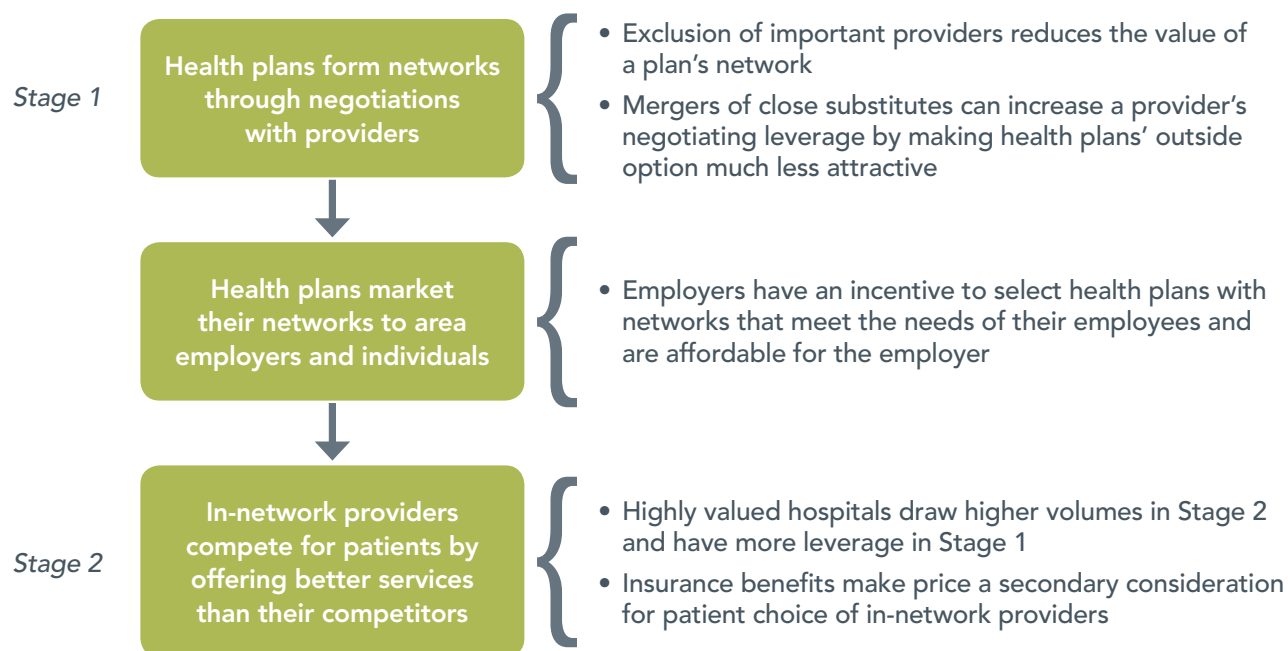 Stage 1
Health plans form networks
through negotiations
with providers
• Exclusion of important providers reduces the value of
a plan’s network
• Mergers of close substitutes can increase a provider’s
negotiating leverage by making health plans’ outside
option much less attractive
Health plans market
their networks to area
employers and individuals
• Employers have an incentive to select health plans with
networks that meet the needs of their employees and
are affordable for the employer
Stage 2
In-network providers
compete for patients by
offering better services
than their competitors
• Highly valued hospitals draw higher volumes in Stage 2
and have more leverage in Stage 1
• Insurance benefits make price a secondary consideration
for patient choice of in-network providers